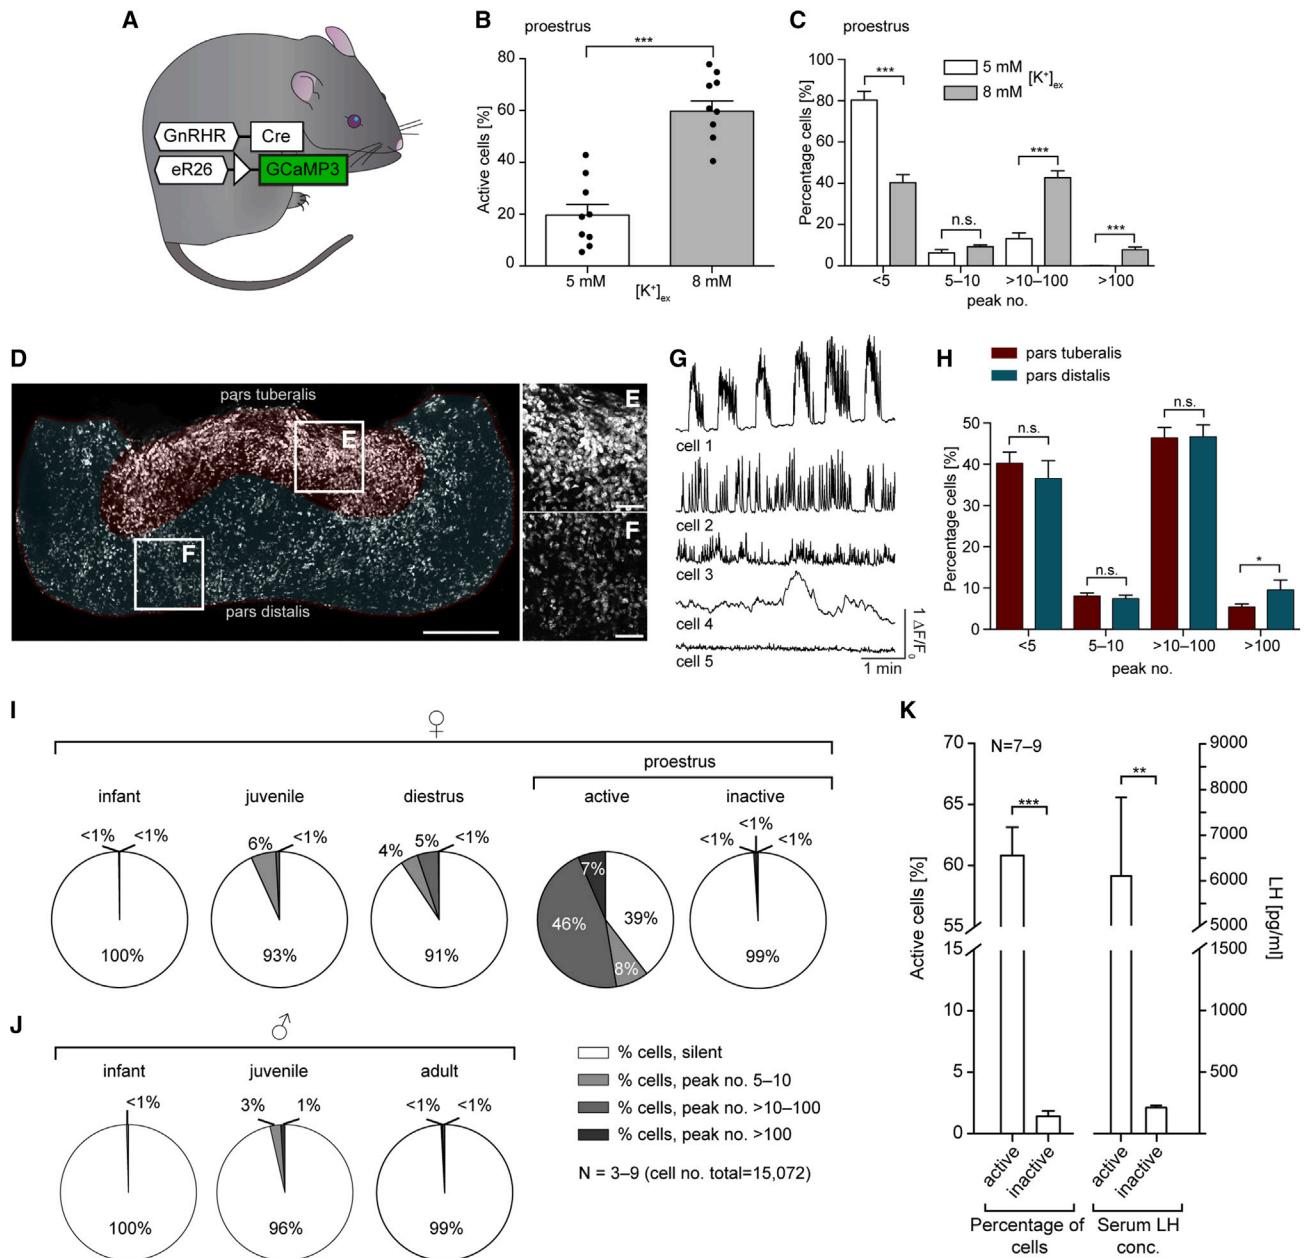 A
GnRHR
Cre
eR26
GCaMP3
B
proestrus
***
Active cells [%]
80
60
40
20
0
5 mM
8 mM
[K⁺]ex
C
proestrus
5 mM
8 mM
[K⁺]ex
Percentage cells [%]
100
80
60
40
20
0
***
n.s.
***
***
<5
5–10
>10–100
>100
peak no.
D
pars tuberalis
E
F
pars distalis
E
F
G
cell 1
cell 2
cell 3
cell 4
cell 5
1 ΔF/F₀
1 min
H
pars tuberalis
pars distalis
Percentage cells [%]
50
40
30
20
10
0
n.s.
n.s.
n.s.
*
<5
5–10
>10–100
>100
peak no.
I
♀
proestrus
infant
juvenile
diestrus
active
inactive
<1%
<1%
100%
6%
<1%
93%
4%
5%
<1%
91%
7%
46%
39%
8%
<1%
<1%
<1%
99%
J
♂
infant
juvenile
adult
<1%
100%
3%
1%
96%
<1%
<1%
99%
% cells, silent
% cells, peak no. 5–10
% cells, peak no. >10–100
% cells, peak no. >100
N = 3–9 (cell no. total=15,072)
K
N=7–9
Active cells [%]
70
65
60
55
15
10
5
0
***
**
9000
8000
7000
6000
5000
1500
1000
500
LH [pg/ml]
active
inactive
active
inactive
Percentage of
cells
Serum LH
conc.